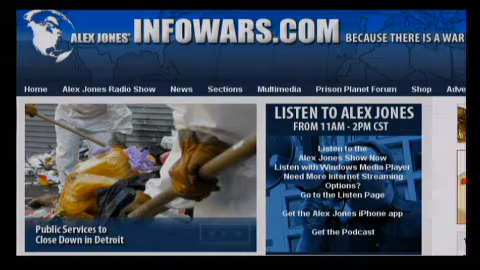 ALEX JONES' INFOWARS.COM BECAUSE THERE IS A WAR
Home Alex Jones Radio Show News Sections Multimedia Prison Planet Forum Shop Adve
LISTEN TO ALEX JONES
FROM 11AM - 2PM CST
Listen to the
Alex Jones Show Now
Listen with Windows Media Player
Need More Internet Streaming
Options?
Go to the Listen Page
Get the Alex Jones iPhone app
Get the Podcast
Public Services to
Close Down in Detroit